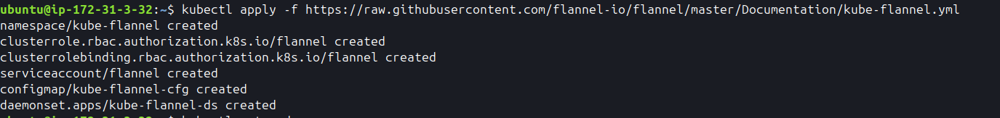 ubuntu@ip-172-31-3-32:~$ kubectl apply -f https://raw.githubusercontent.com/flannel-io/flannel/master/Documentation/kube-flannel.yml
namespace/kube-flannel created
clusterrole.rbac.authorization.k8s.io/flannel created
clusterrolebinding.rbac.authorization.k8s.io/flannel created
serviceaccount/flannel created
configmap/kube-flannel-cfg created
daemonset.apps/kube-flannel-ds created